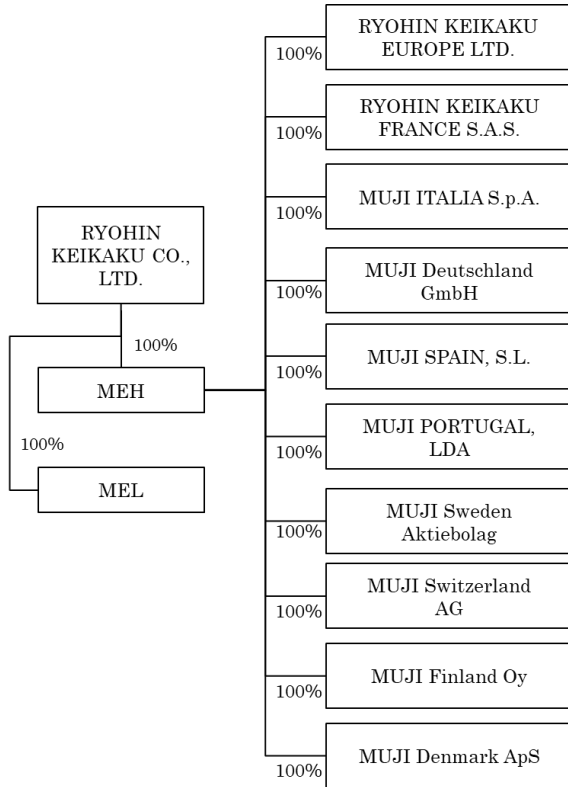 RYOHIN KEIKAKU CO.,
LTD.
100%
MEH
100%
MEL
RYOHIN KEIKAKU
EUROPE LTD.
100%
RYOHIN KEIKAKU
FRANCE S.A.S.
100%
MUJI ITALIA S.p.A.
100%
MUJI Deutschland
GmbH
100%
MUJI SPAIN, S.L.
100%
MUJI PORTUGAL,
LDA
100%
MUJI Sweden
Aktiebolag
100%
MUJI Switzerland
AG
100%
MUJI Finland Oy
100%
MUJI Denmark ApS
100%